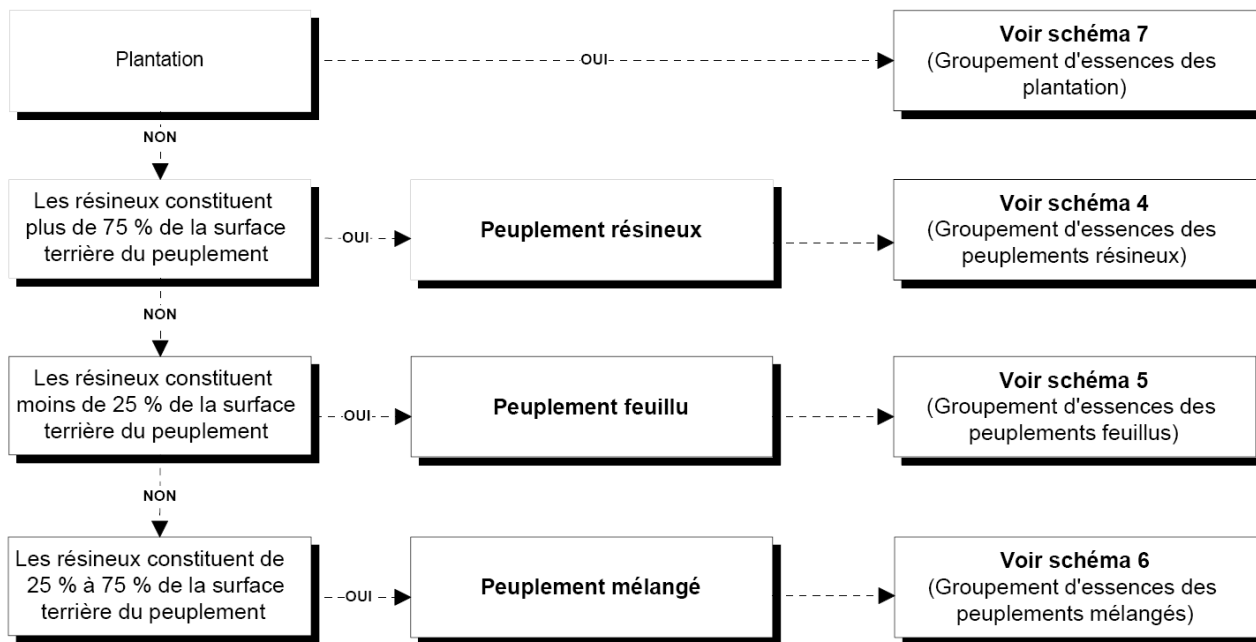 Plantation
OUI
Voir schéma 7
(Groupement d'essences des
plantation)
NON
Les résineux constituent
plus de 75 % de la surface
terrière du peuplement
OUI
Peuplement résineux
Voir schéma 4
(Groupement d'essences des
peuplements résineux)
NON
Les résineux constituent
moins de 25 % de la surface
terrière du peuplement
OUI
Peuplement feuillu
Voir schéma 5
(Groupement d'essences des
peuplements feuillus)
NON
Les résineux constituent de
25 % à 75 % de la surface
terrière du peuplement
OUI
Peuplement mélangé
Voir schéma 6
(Groupement d'essences des
peuplements mélangés)